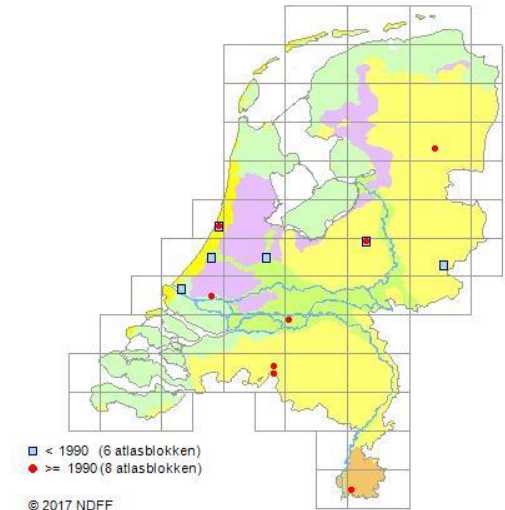 < 1990 (6 atlasblokken)
>= 1990 (8 atlasblokken)
© 2017 NDFF